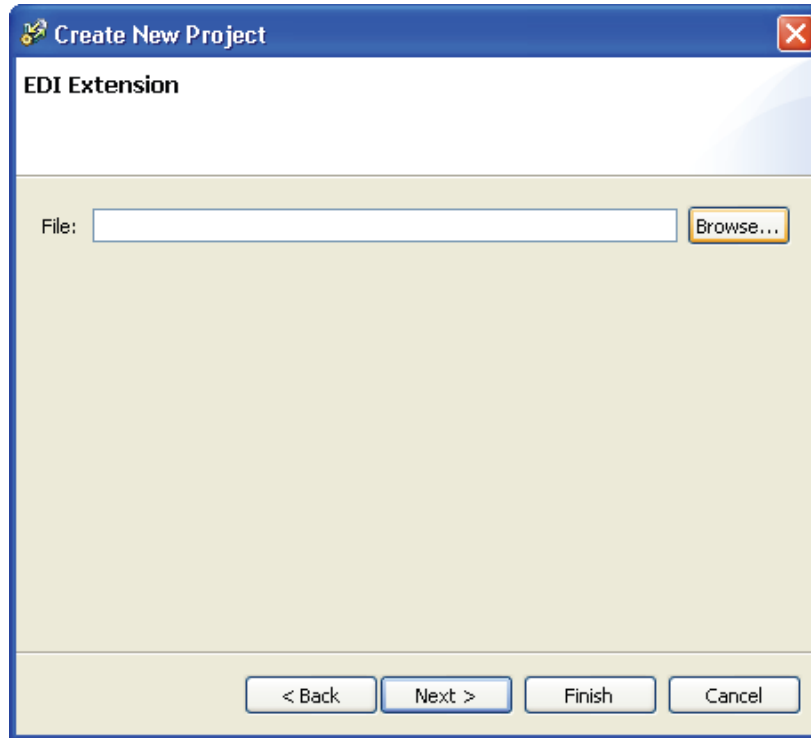 Create New Project
EDI Extension
File:
Browse...
< Back
Next >
Finish
Cancel